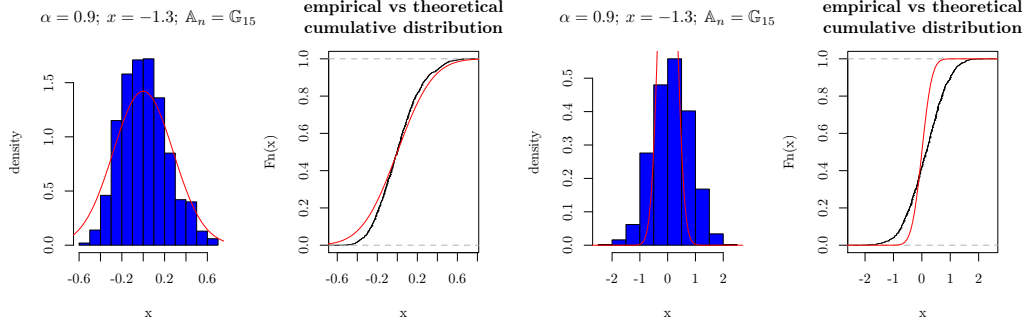 α = 0.9; x = −1.3; 𝔸n = 𝔾15
density
0.0 0.5 1.0 1.5
-0.6 -0.2 0.2 0.6
x
empirical vs theoretical
cumulative distribution
Fn(x)
0.0 0.2 0.4 0.6 0.8 1.0
-0.6 -0.2 0.2 0.6
x
α = 0.9; x = −1.3; 𝔸n = 𝔾15
density
0.0 0.1 0.2 0.3 0.4 0.5
-2 -1 0 1 2
x
empirical vs theoretical
cumulative distribution
Fn(x)
0.0 0.2 0.4 0.6 0.8 1.0
-2 -1 0 1 2
x